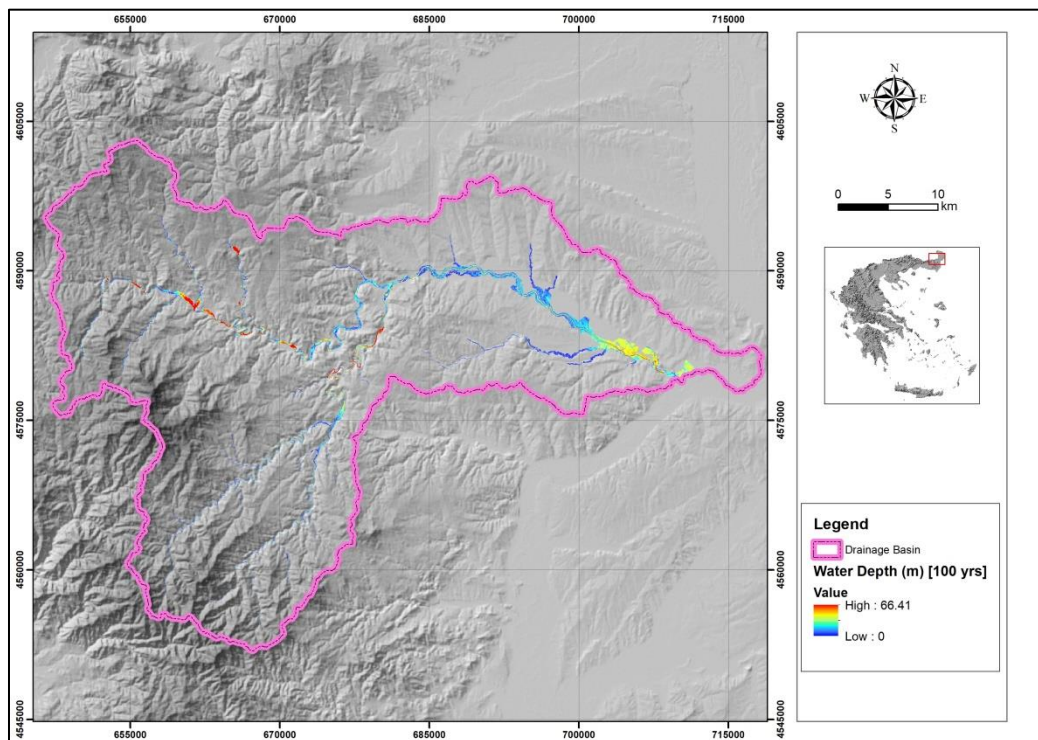 655000 670000 685000 700000 715000
4605000 4605000
4590000 4590000
4575000 4575000
4560000 4560000
4545000 4545000
655000 670000 685000 700000 715000
N
W E
S
0 5 10
km
Legend
Drainage Basin
Water Depth (m) [100 yrs]
Value
High : 66.41
Low : 0